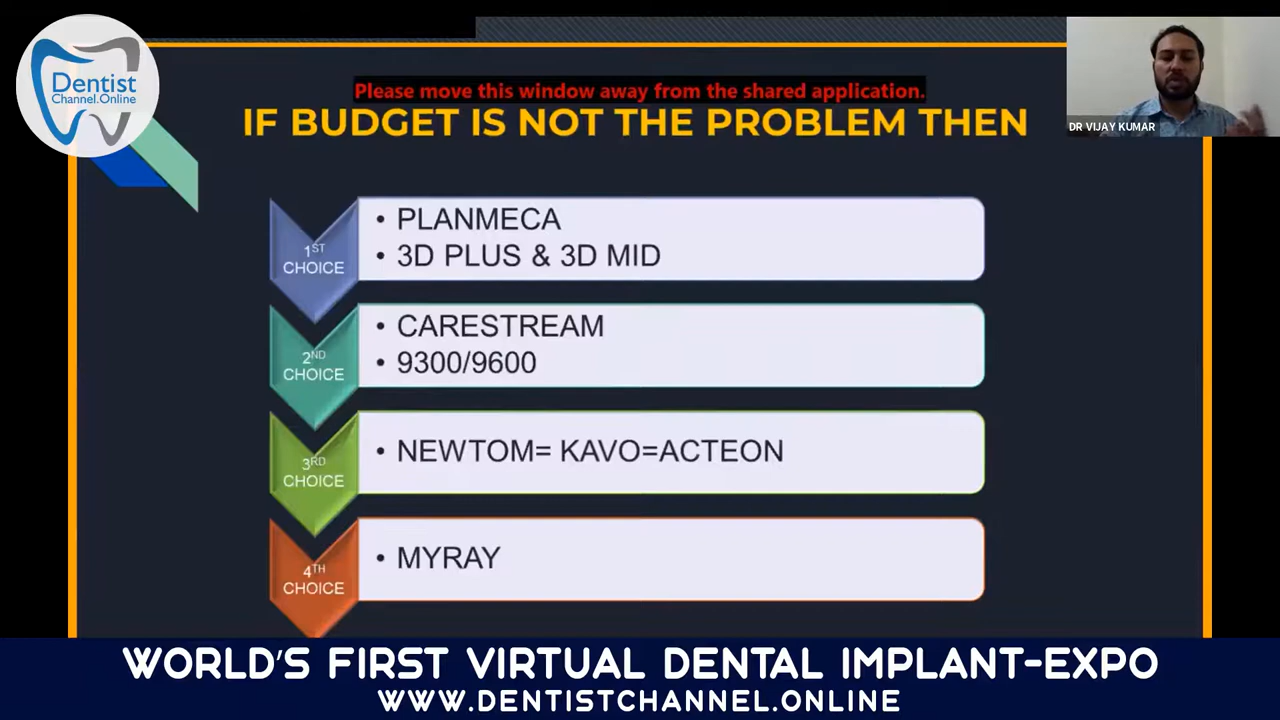 Dentist
Channel.Online
Please move this window away from the shared application.
IF BUDGET IS NOT THE PROBLEM THEN
DR VIJAY KUMAR
1ST
CHOICE
• PLANMECA
• 3D PLUS & 3D MID
2ND
CHOICE
• CARESTREAM
• 9300/9600
3RD
CHOICE
• NEWTOM= KAVO=ACTEON
4TH
CHOICE
• MYRAY
WORLD'S FIRST VIRTUAL DENTAL IMPLANT-EXPO
WWW.DENTISTCHANNEL.ONLINE